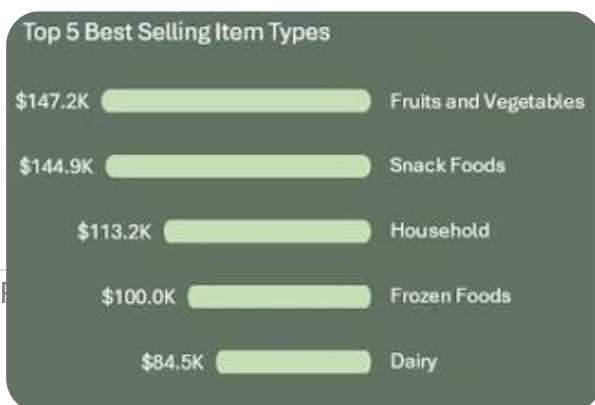 Top 5 Best Selling Item Types
$147.2K Fruits and Vegetables
$144.9K Snack Foods
$113.2K Household
$100.0K Frozen Foods
$84.5K Dairy